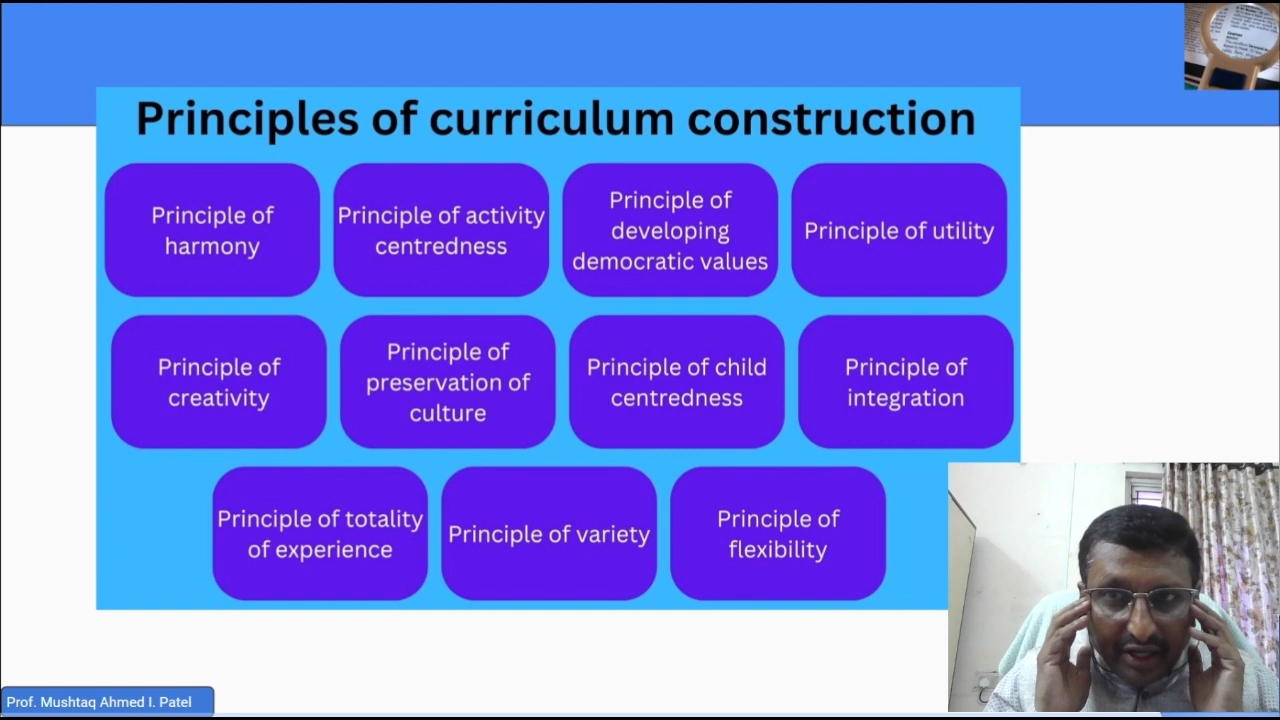 Principles of curriculum construction
Principle of
harmony
Principle of activity
centredness
Principle of
developing
democratic values
Principle of utility
Principle of
creativity
Principle of
preservation of
culture
Principle of child
centredness
Principle of
integration
Principle of totality
of experience
Principle of variety
Principle of
flexibility
Prof. Mushtaq Ahmed I. Patel